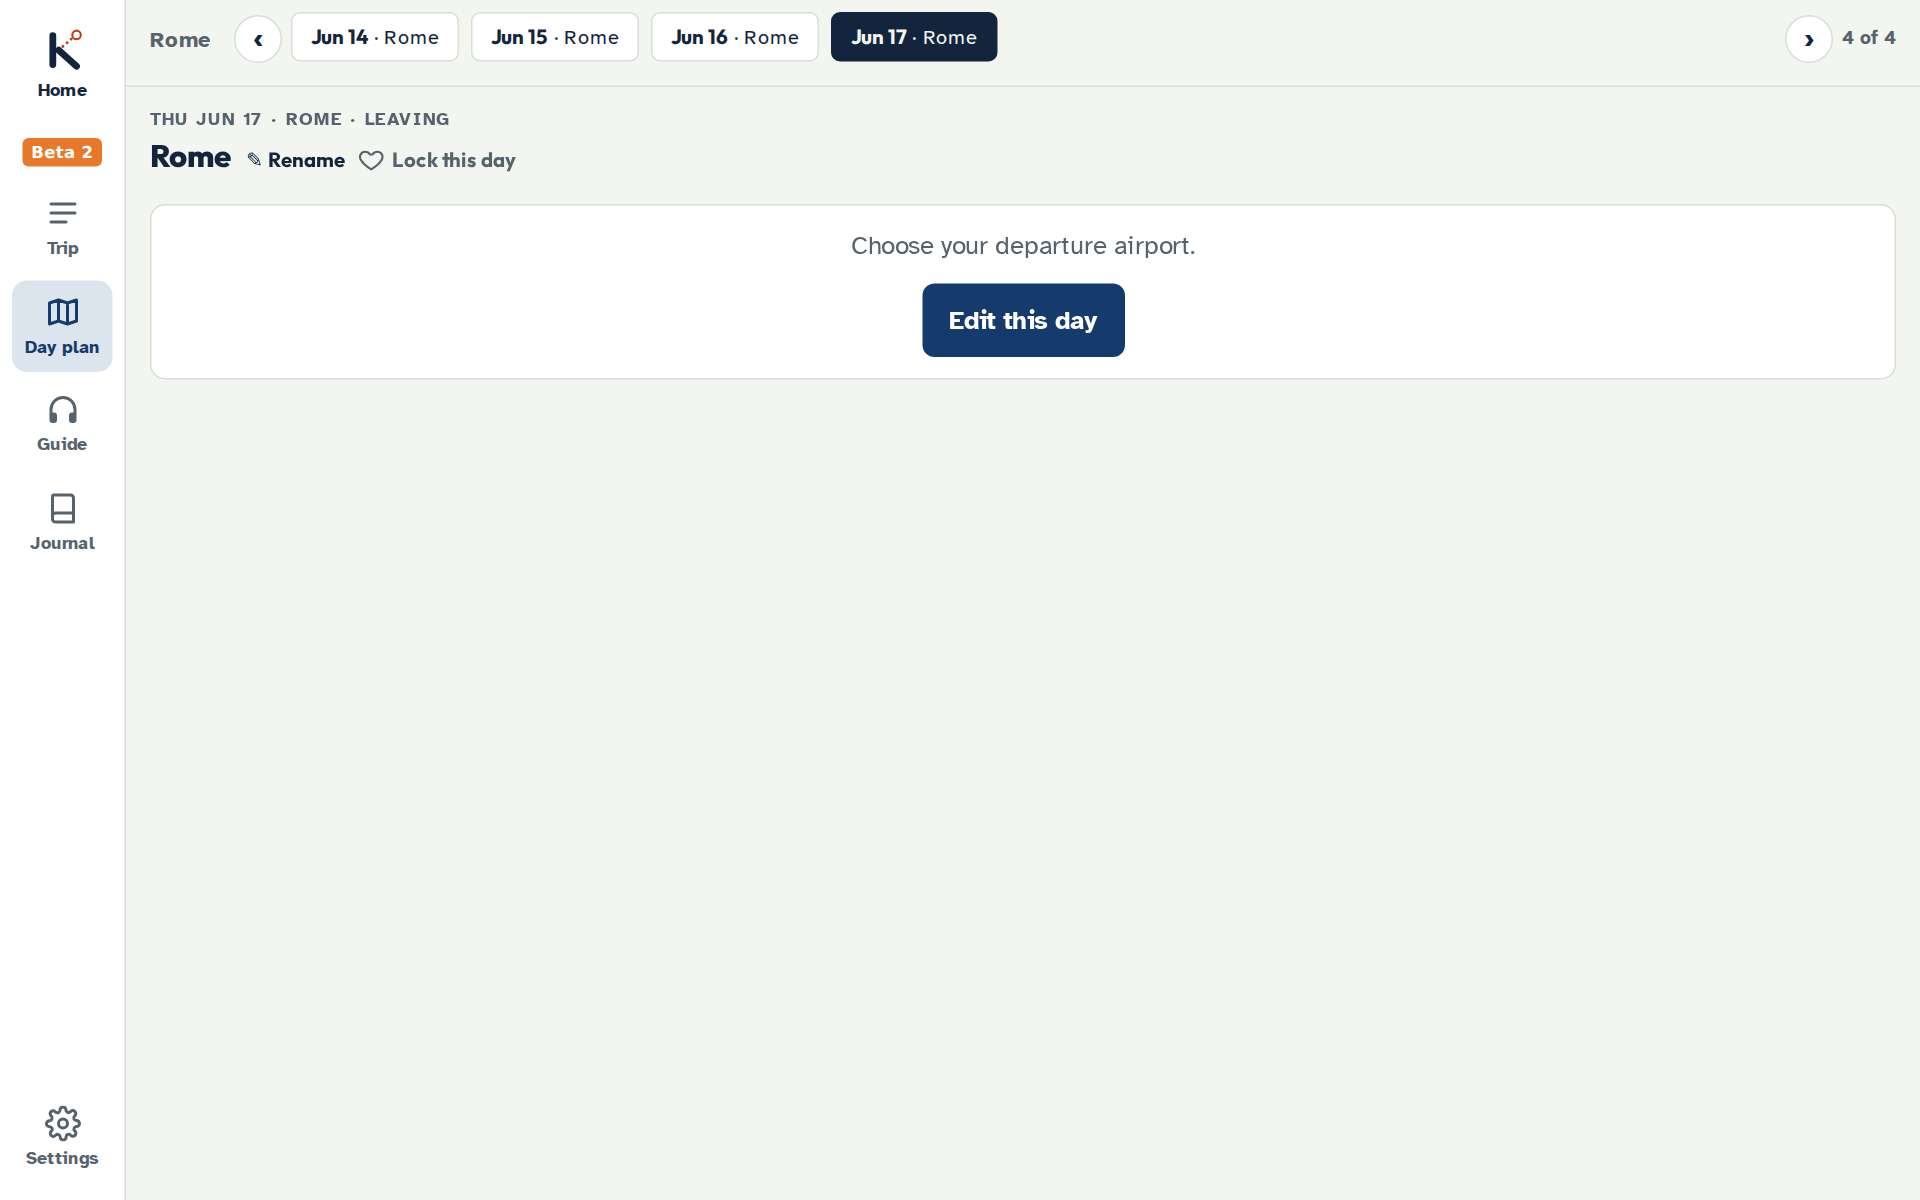 Home
Beta 2
Trip
Day plan
Guide
Journal
Settings
Rome ‹ Jun 14 · Rome Jun 15 · Rome Jun 16 · Rome Jun 17 · Rome › 4 of 4
THU JUN 17 · ROME · LEAVING
Rome ✎ Rename Lock this day
Choose your departure airport.
Edit this day